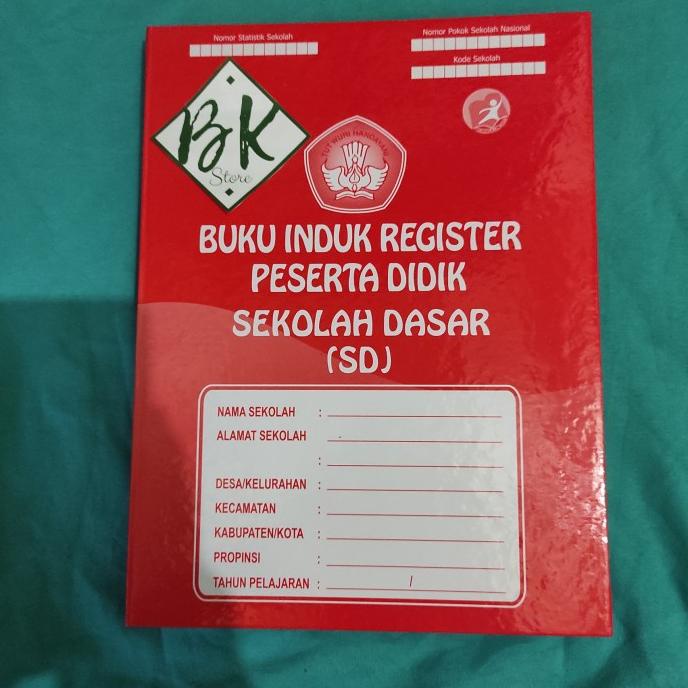 Nomor Statistik Sekolah
Nomor Pokok Sekolah Nasional
Kode Sekolah
BK
Store
TUT WURI HANDAYANI
BUKU INDUK REGISTER
PESERTA DIDIK
SEKOLAH DASAR
(SD)
NAMA SEKOLAH :
ALAMAT SEKOLAH
:
DESA/KELURAHAN :
KECAMATAN :
KABUPATEN/KOTA :
PROPINSI :
TAHUN PELAJARAN : /